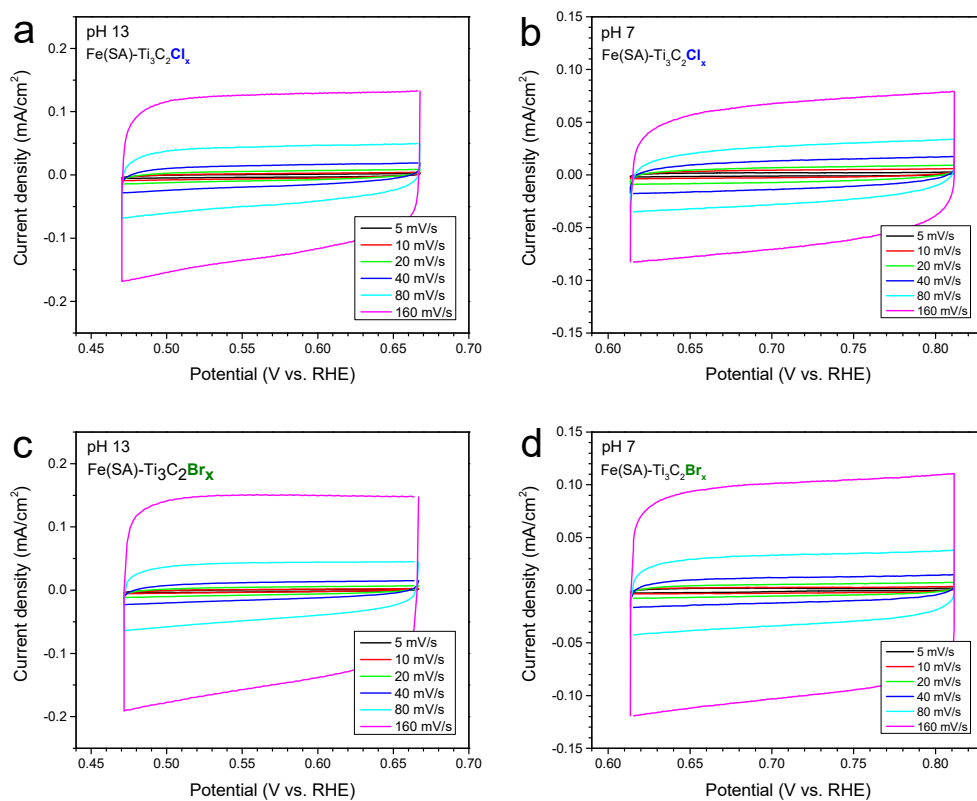 a
pH 13
Fe(SA)-Ti₃C₂Clₓ
Current density (mA/cm²)
0.2
0.1
0.0
-0.1
-0.2
0.45 0.50 0.55 0.60 0.65 0.70
Potential (V vs. RHE)
5 mV/s
10 mV/s
20 mV/s
40 mV/s
80 mV/s
160 mV/s
b
pH 7
Fe(SA)-Ti₃C₂Clₓ
Current density (mA/cm²)
0.15
0.10
0.05
0.00
-0.05
-0.10
-0.15
0.60 0.65 0.70 0.75 0.80
Potential (V vs. RHE)
5 mV/s
10 mV/s
20 mV/s
40 mV/s
80 mV/s
160 mV/s
c
pH 13
Fe(SA)-Ti₃C₂Brₓ
Current density (mA/cm²)
0.2
0.1
0.0
-0.1
-0.2
0.45 0.50 0.55 0.60 0.65 0.70
Potential (V vs. RHE)
5 mV/s
10 mV/s
20 mV/s
40 mV/s
80 mV/s
160 mV/s
d
pH 7
Fe(SA)-Ti₃C₂Brₓ
Current density (mA/cm²)
0.15
0.10
0.05
0.00
-0.05
-0.10
-0.15
0.60 0.65 0.70 0.75 0.80
Potential (V vs. RHE)
5 mV/s
10 mV/s
20 mV/s
40 mV/s
80 mV/s
160 mV/s